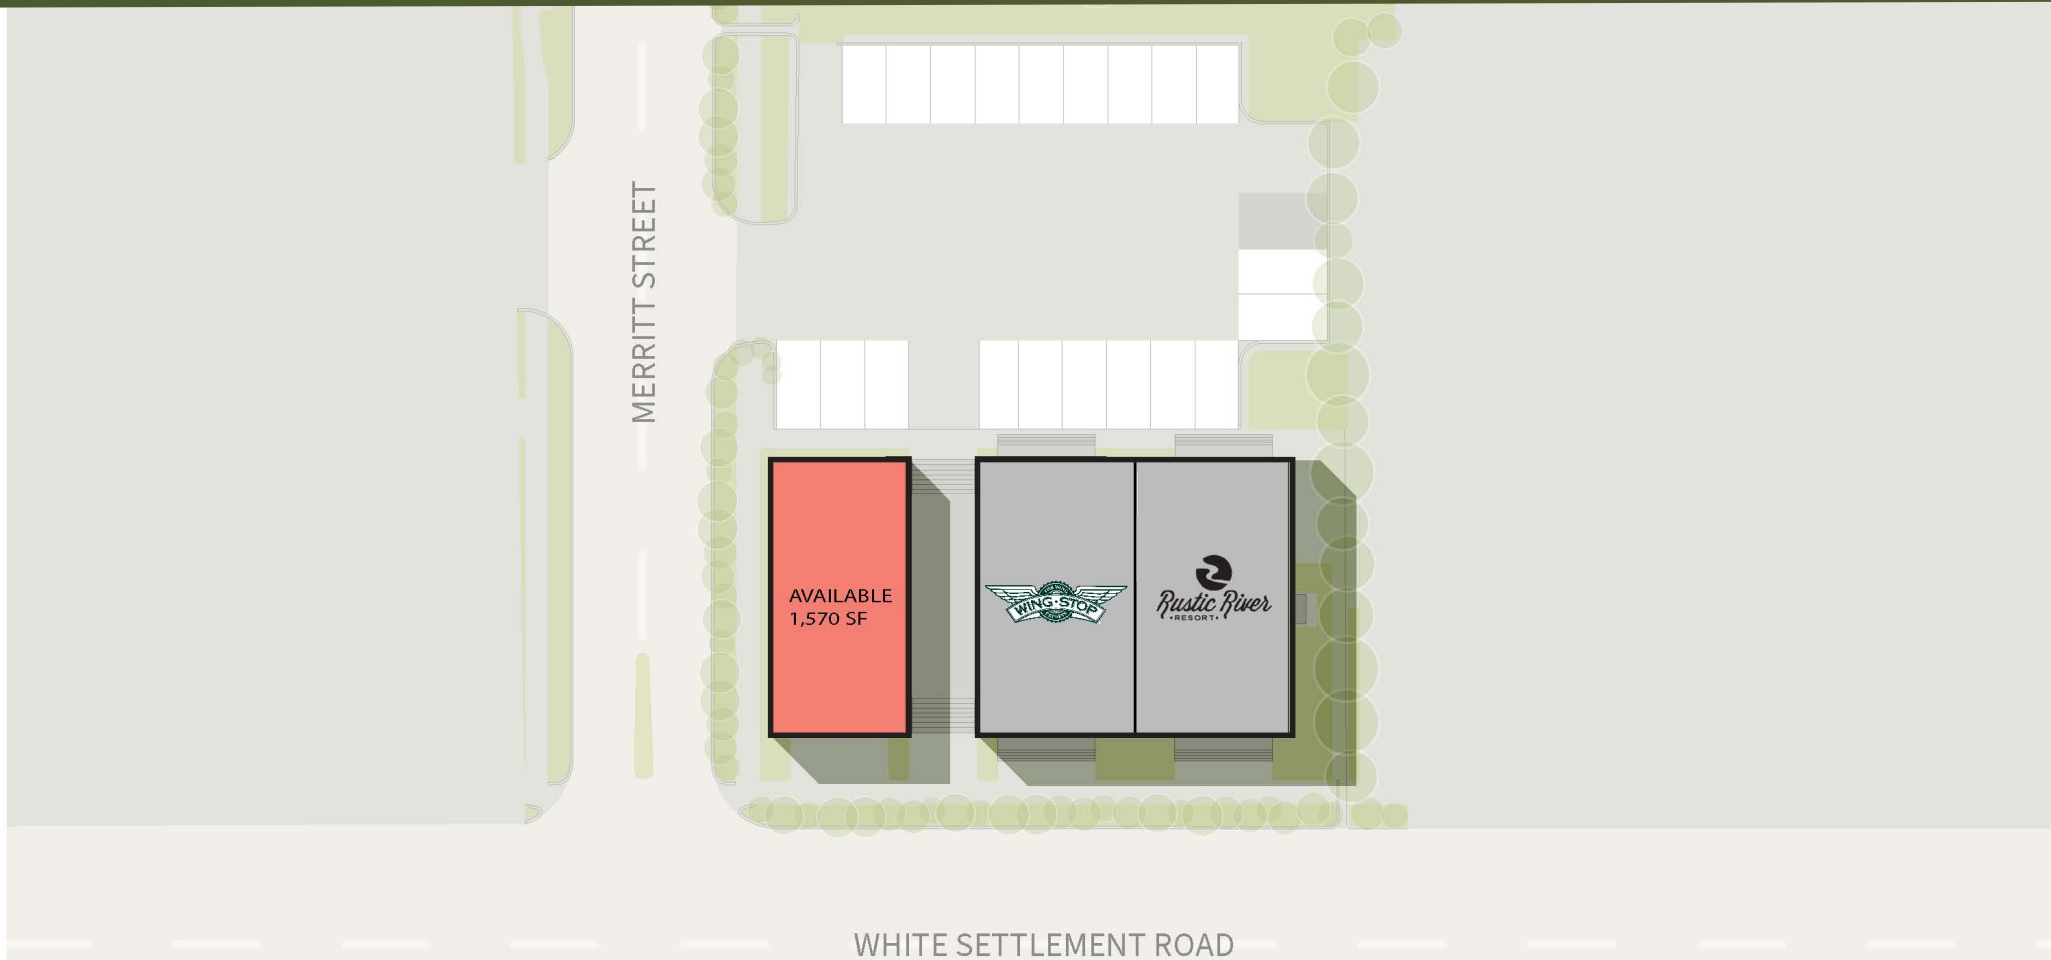 MERRITT STREET
AVAILABLE
1,570 SF
WING·STOP
Rustic River
•RESORT•
WHITE SETTLEMENT ROAD